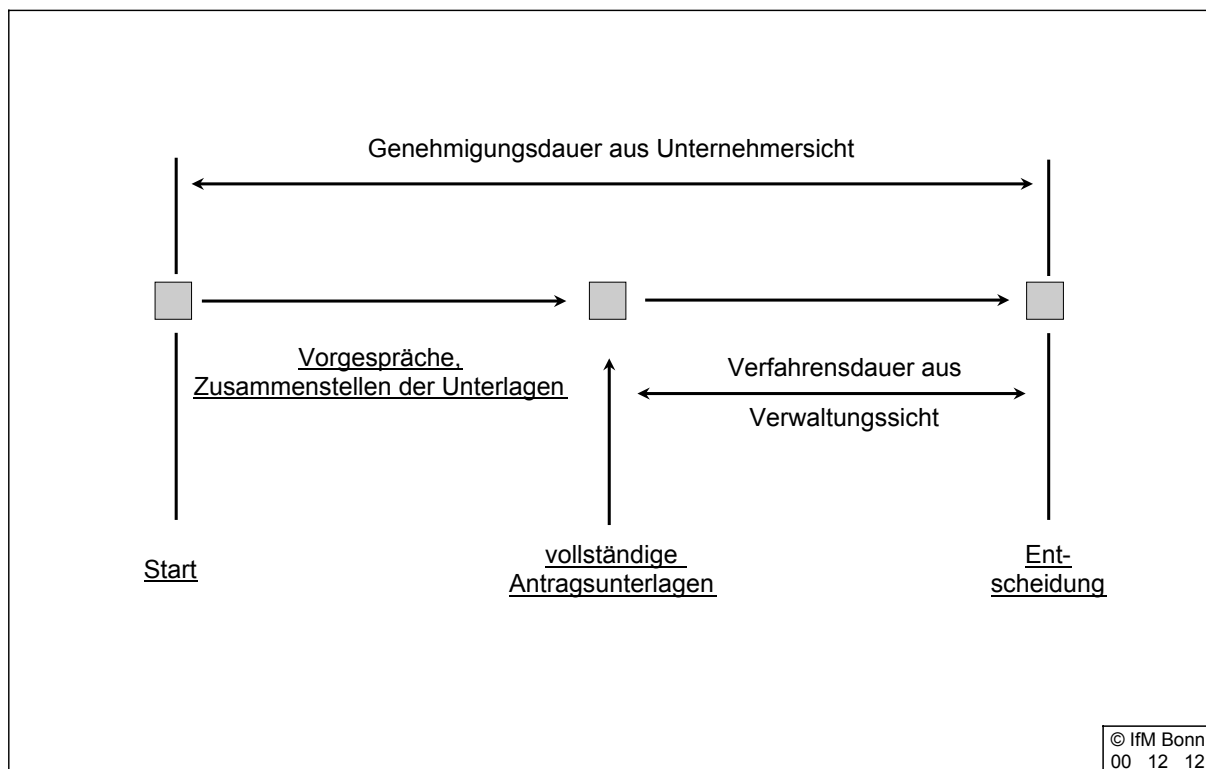 Genehmigungsdauer aus Unternehmersicht
Vorgespräche,
Zusammenstellen der Unterlagen
Verfahrensdauer aus
Verwaltungssicht
Start
vollständige
Antragsunterlagen
Ent-
scheidung
© IfM Bonn
00 12 12